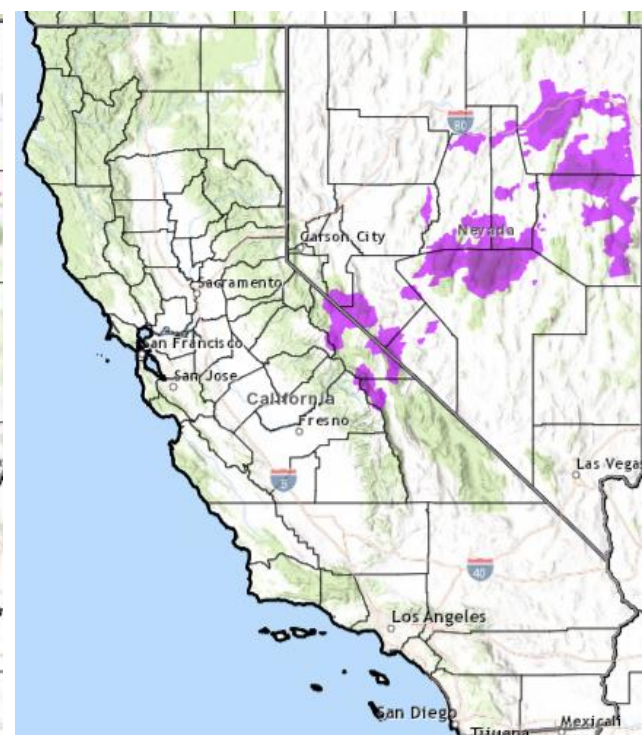 80
Nevada
Carson City
Sacramento
San Francisco
San Jose
California
Fresno
5
Las Vegas
40
Los Angeles
San Diego
Tijuana
Mexicali